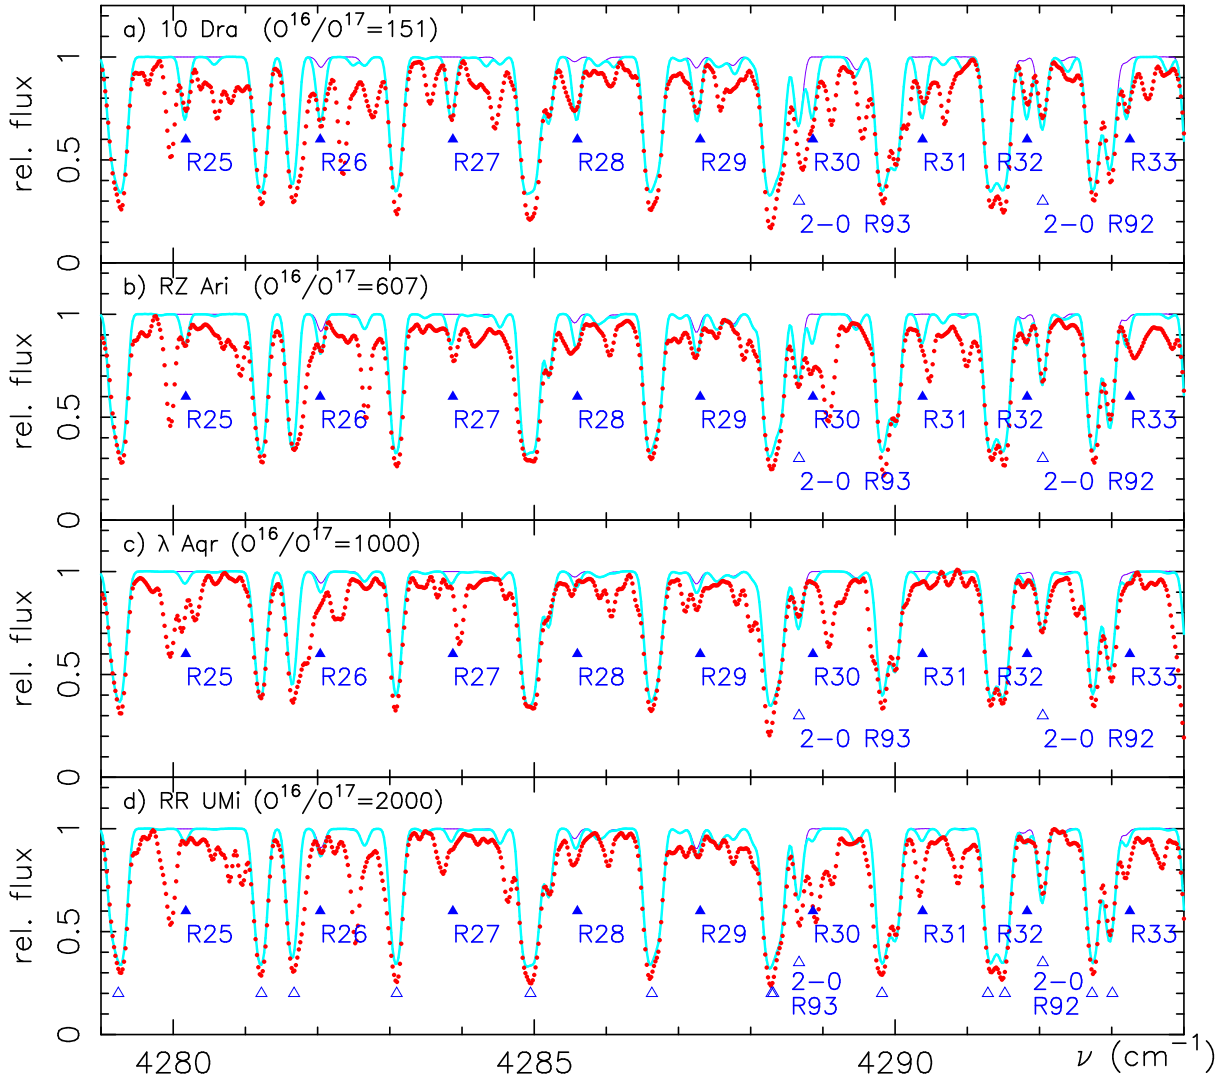 a) 10 Dra (O¹⁶/O¹⁷=151)
1
0.5
0
rel. flux
R25 R26 R27 R28 R29 R30 R31 R32 R33
2-0 R93 2-0 R92
b) RZ Ari (O¹⁶/O¹⁷=607)
1
0.5
0
rel. flux
R25 R26 R27 R28 R29 R30 R31 R32 R33
2-0 R93 2-0 R92
c) λ Aqr (O¹⁶/O¹⁷=1000)
1
0.5
0
rel. flux
R25 R26 R27 R28 R29 R30 R31 R32 R33
2-0 R93 2-0 R92
d) RR UMi (O¹⁶/O¹⁷=2000)
1
0.5
0
rel. flux
R25 R26 R27 R28 R29 R30 R31 R32 R33
2-0 2-0
R93 R92
4280 4285 4290 ν (cm⁻¹)